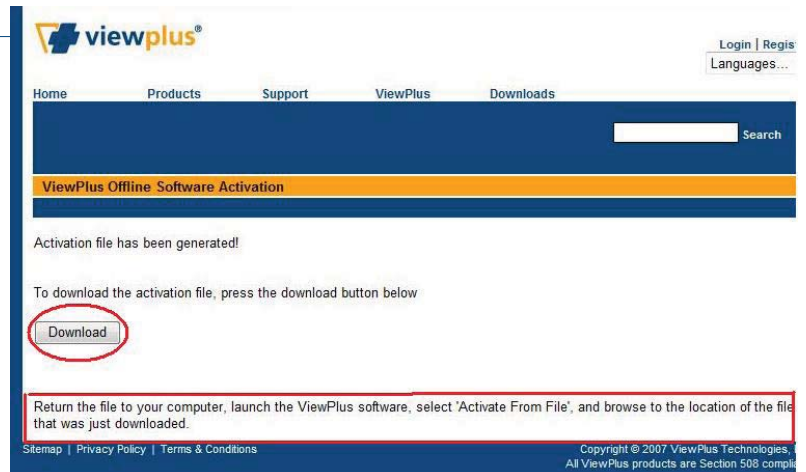 viewplus®
Login | Regis
Languages...
Home Products Support ViewPlus Downloads
Search
ViewPlus Offline Software Activation
Activation file has been generated!
To download the activation file, press the download button below
Download
Return the file to your computer, launch the ViewPlus software, select 'Activate From File', and browse to the location of the file
that was just downloaded.
Sitemap | Privacy Policy | Terms & Conditions
Copyright © 2007 ViewPlus Technologies,
All ViewPlus products are Section 508 compli